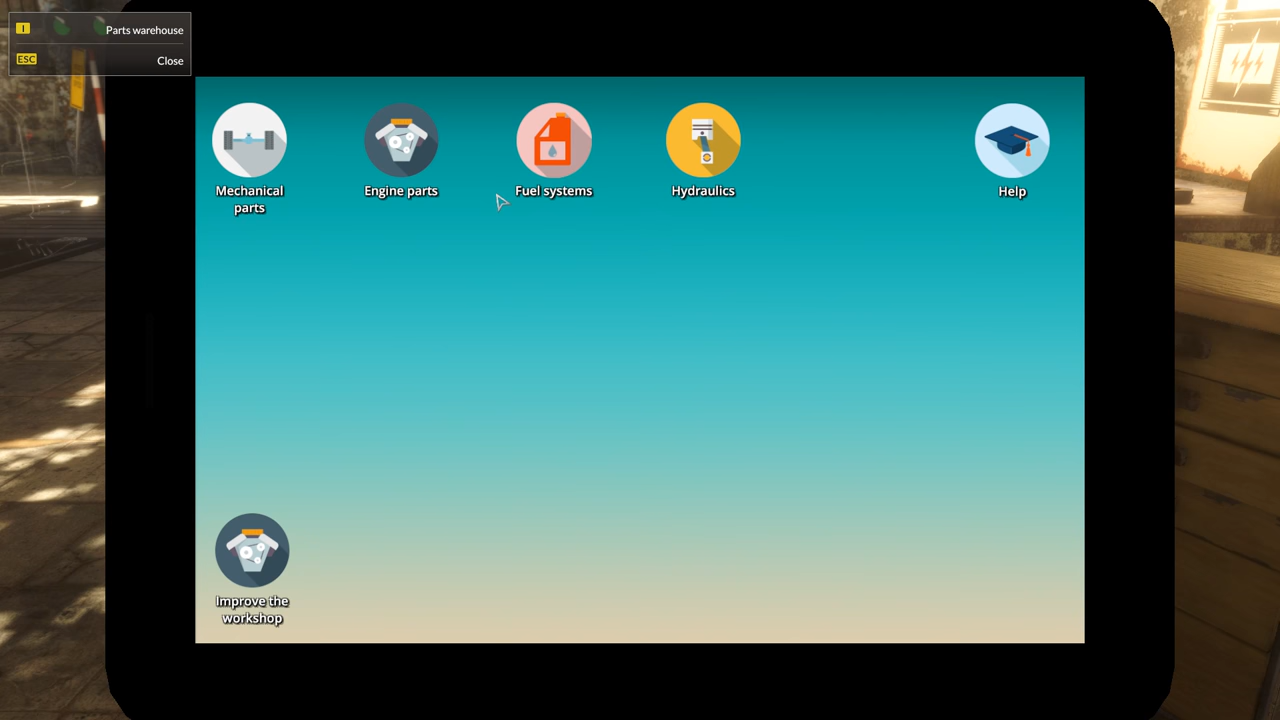 I Parts warehouse
ESC Close
Mechanical
parts
Engine parts
Fuel systems
Hydraulics
Help
Improve the
workshop